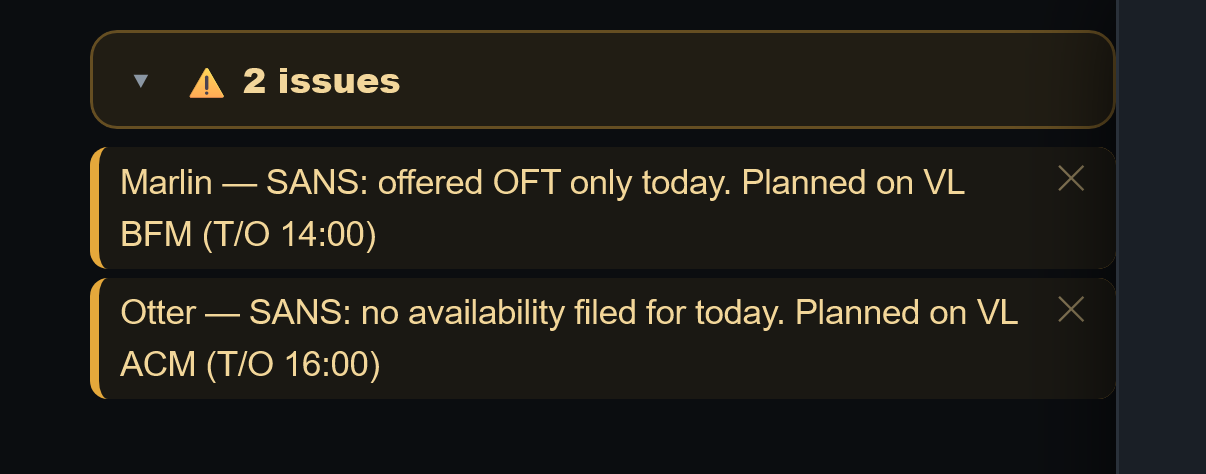 2 issues
Marlin — SANS: offered OFT only today. Planned on VL
BFM (T/O 14:00)
Otter — SANS: no availability filed for today. Planned on VL
ACM (T/O 16:00)